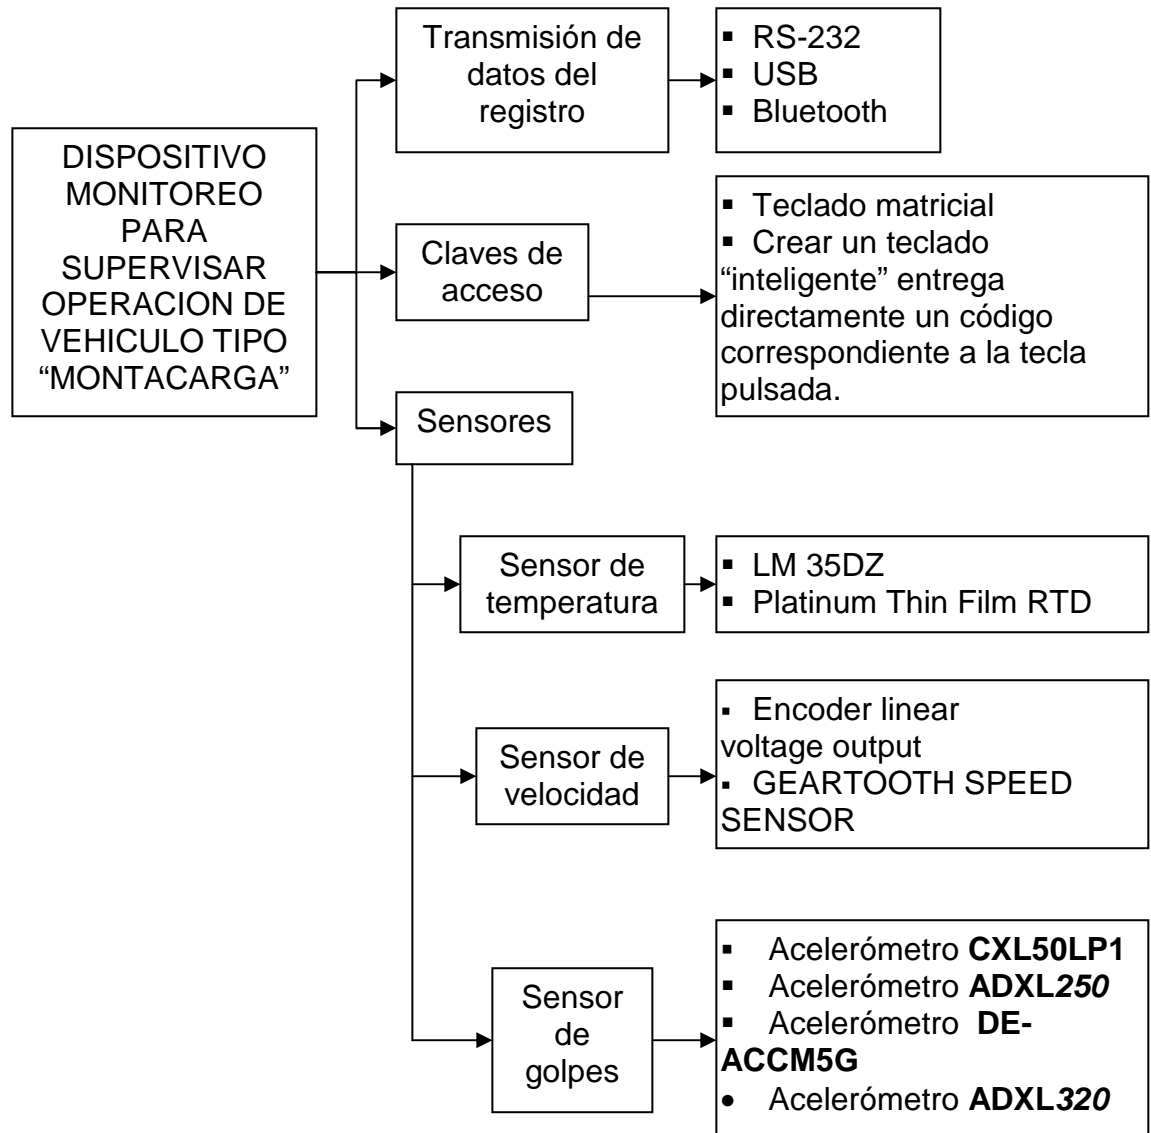 DISPOSITIVO
MONITOREO
PARA
SUPERVISAR
OPERACION DE
VEHICULO TIPO
“MONTACARGA”
Transmisión de
datos del
registro
▪ RS-232
▪ USB
▪ Bluetooth
Claves de
acceso
▪ Teclado matricial
▪ Crear un teclado
“inteligente” entrega
directamente un código
correspondiente a la tecla
pulsada.
Sensores
Sensor de
temperatura
▪ LM 35DZ
▪ Platinum Thin Film RTD
Sensor de
velocidad
▪ Encoder linear
voltage output
▪ GEARTOOTH SPEED
SENSOR
Sensor
de
golpes
▪ Acelerómetro CXL50LP1
▪ Acelerómetro ADXL250
▪ Acelerómetro DE-
ACCM5G
• Acelerómetro ADXL320